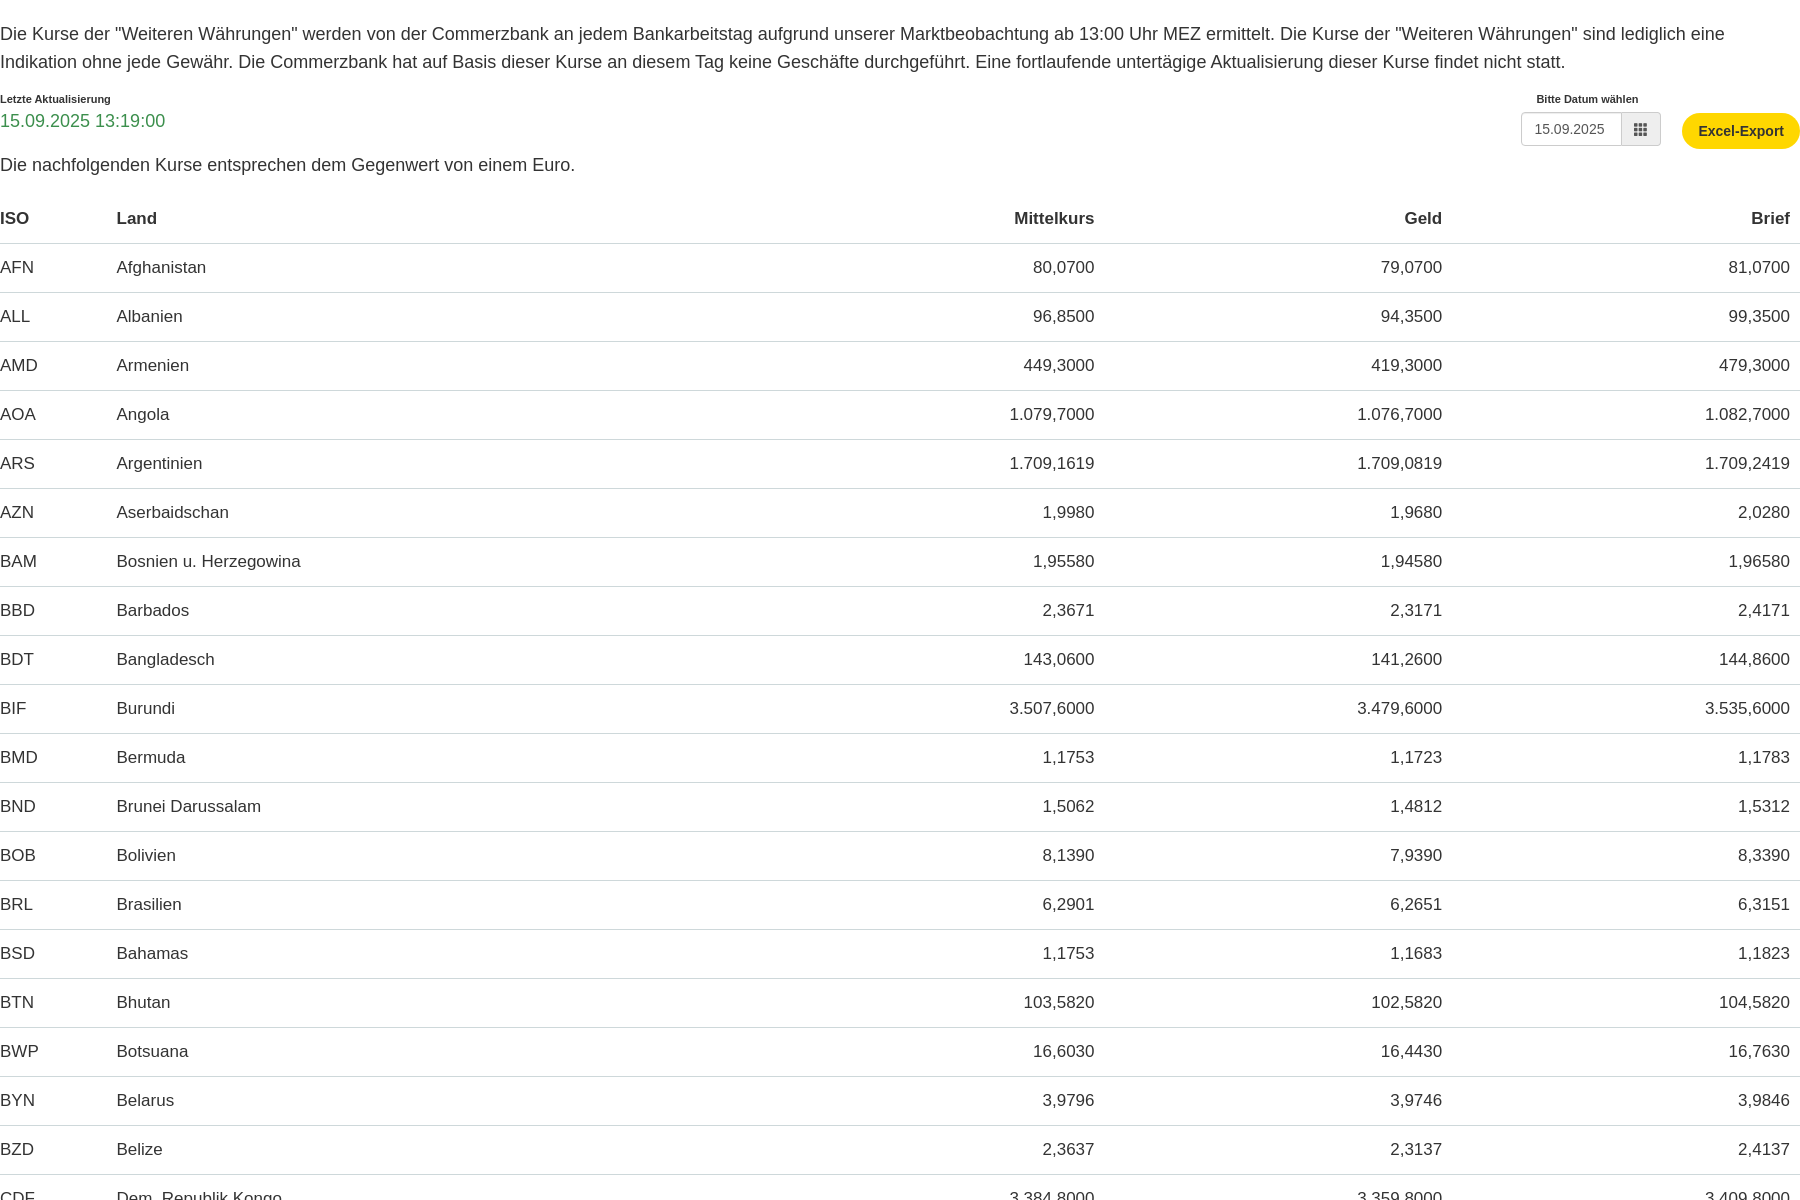 Die Kurse der "Weiteren Währungen" werden von der Commerzbank an jedem Bankarbeitstag aufgrund unserer Marktbeobachtung ab 13:00 Uhr MEZ ermittelt. Die Kurse der "Weiteren Währungen" sind lediglich eine
Indikation ohne jede Gewähr. Die Commerzbank hat auf Basis dieser Kurse an diesem Tag keine Geschäfte durchgeführt. Eine fortlaufende untertägige Aktualisierung dieser Kurse findet nicht statt.
Letzte Aktualisierung
15.09.2025 13:19:00
Bitte Datum wählen
15.09.2025
Excel-Export
Die nachfolgenden Kurse entsprechen dem Gegenwert von einem Euro.
ISO Land Mittelkurs Geld Brief
AFN Afghanistan 80,0700 79,0700 81,0700
ALL Albanien 96,8500 94,3500 99,3500
AMD Armenien 449,3000 419,3000 479,3000
AOA Angola 1.079,7000 1.076,7000 1.082,7000
ARS Argentinien 1.709,1619 1.709,0819 1.709,2419
AZN Aserbaidschan 1,9980 1,9680 2,0280
BAM Bosnien u. Herzegowina 1,95580 1,94580 1,96580
BBD Barbados 2,3671 2,3171 2,4171
BDT Bangladesch 143,0600 141,2600 144,8600
BIF Burundi 3.507,6000 3.479,6000 3.535,6000
BMD Bermuda 1,1753 1,1723 1,1783
BND Brunei Darussalam 1,5062 1,4812 1,5312
BOB Bolivien 8,1390 7,9390 8,3390
BRL Brasilien 6,2901 6,2651 6,3151
BSD Bahamas 1,1753 1,1683 1,1823
BTN Bhutan 103,5820 102,5820 104,5820
BWP Botsuana 16,6030 16,4430 16,7630
BYN Belarus 3,9796 3,9746 3,9846
BZD Belize 2,3637 2,3137 2,4137
CDF Dem. Republik Kongo 3.384,8000 3.359,8000 3.409,8000